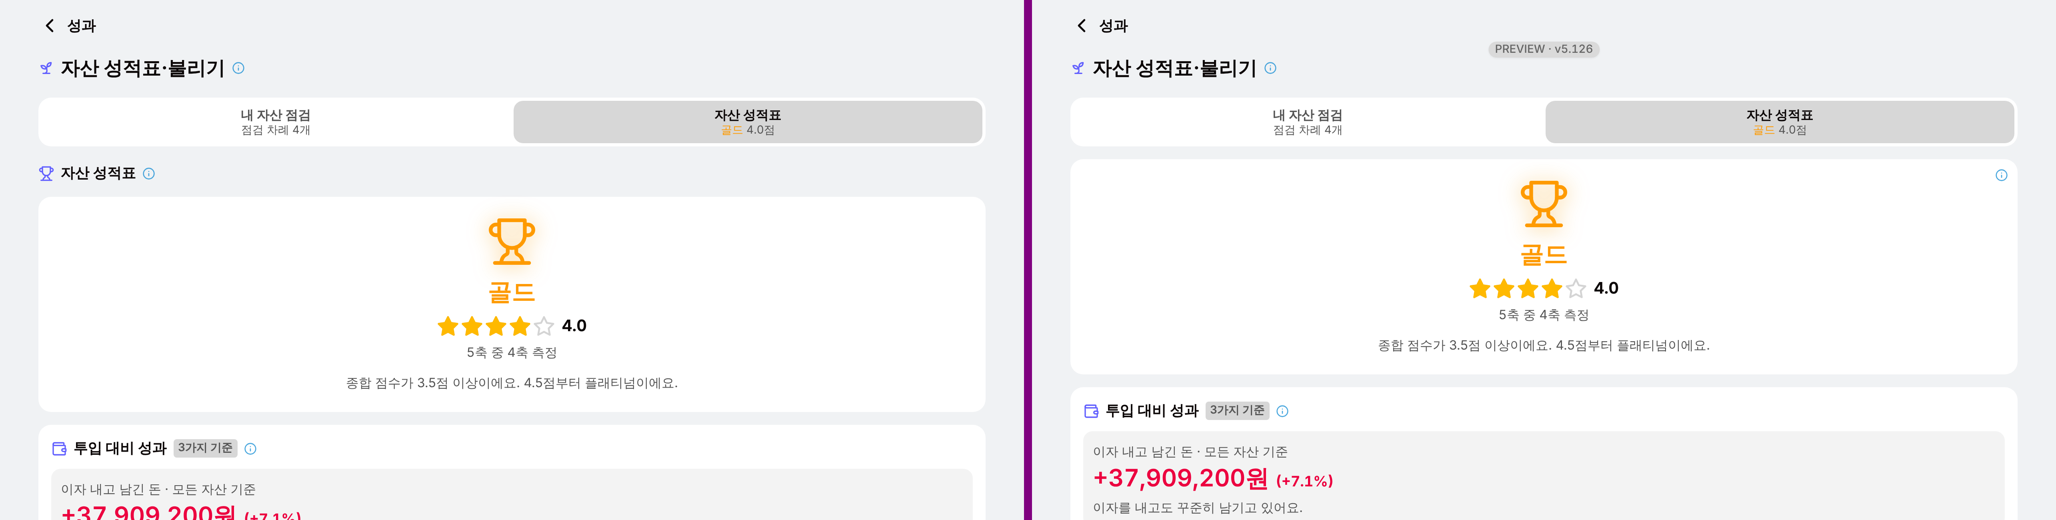 성과
자산 성적표·불리기
내 자산 점검
점검 차례 4개
자산 성적표
골드 4.0점
자산 성적표
골드
4.0
5축 중 4축 측정
종합 점수가 3.5점 이상이에요. 4.5점부터 플래티넘이에요.
투입 대비 성과 3가지 기준
이자 내고 남긴 돈 · 모든 자산 기준
+37,909,200원 (+7.1%)
성과
PREVIEW · v5.126
자산 성적표·불리기
내 자산 점검
점검 차례 4개
자산 성적표
골드 4.0점
골드
4.0
5축 중 4축 측정
종합 점수가 3.5점 이상이에요. 4.5점부터 플래티넘이에요.
투입 대비 성과 3가지 기준
이자 내고 남긴 돈 · 모든 자산 기준
+37,909,200원 (+7.1%)
이자를 내고도 꾸준히 남기고 있어요.